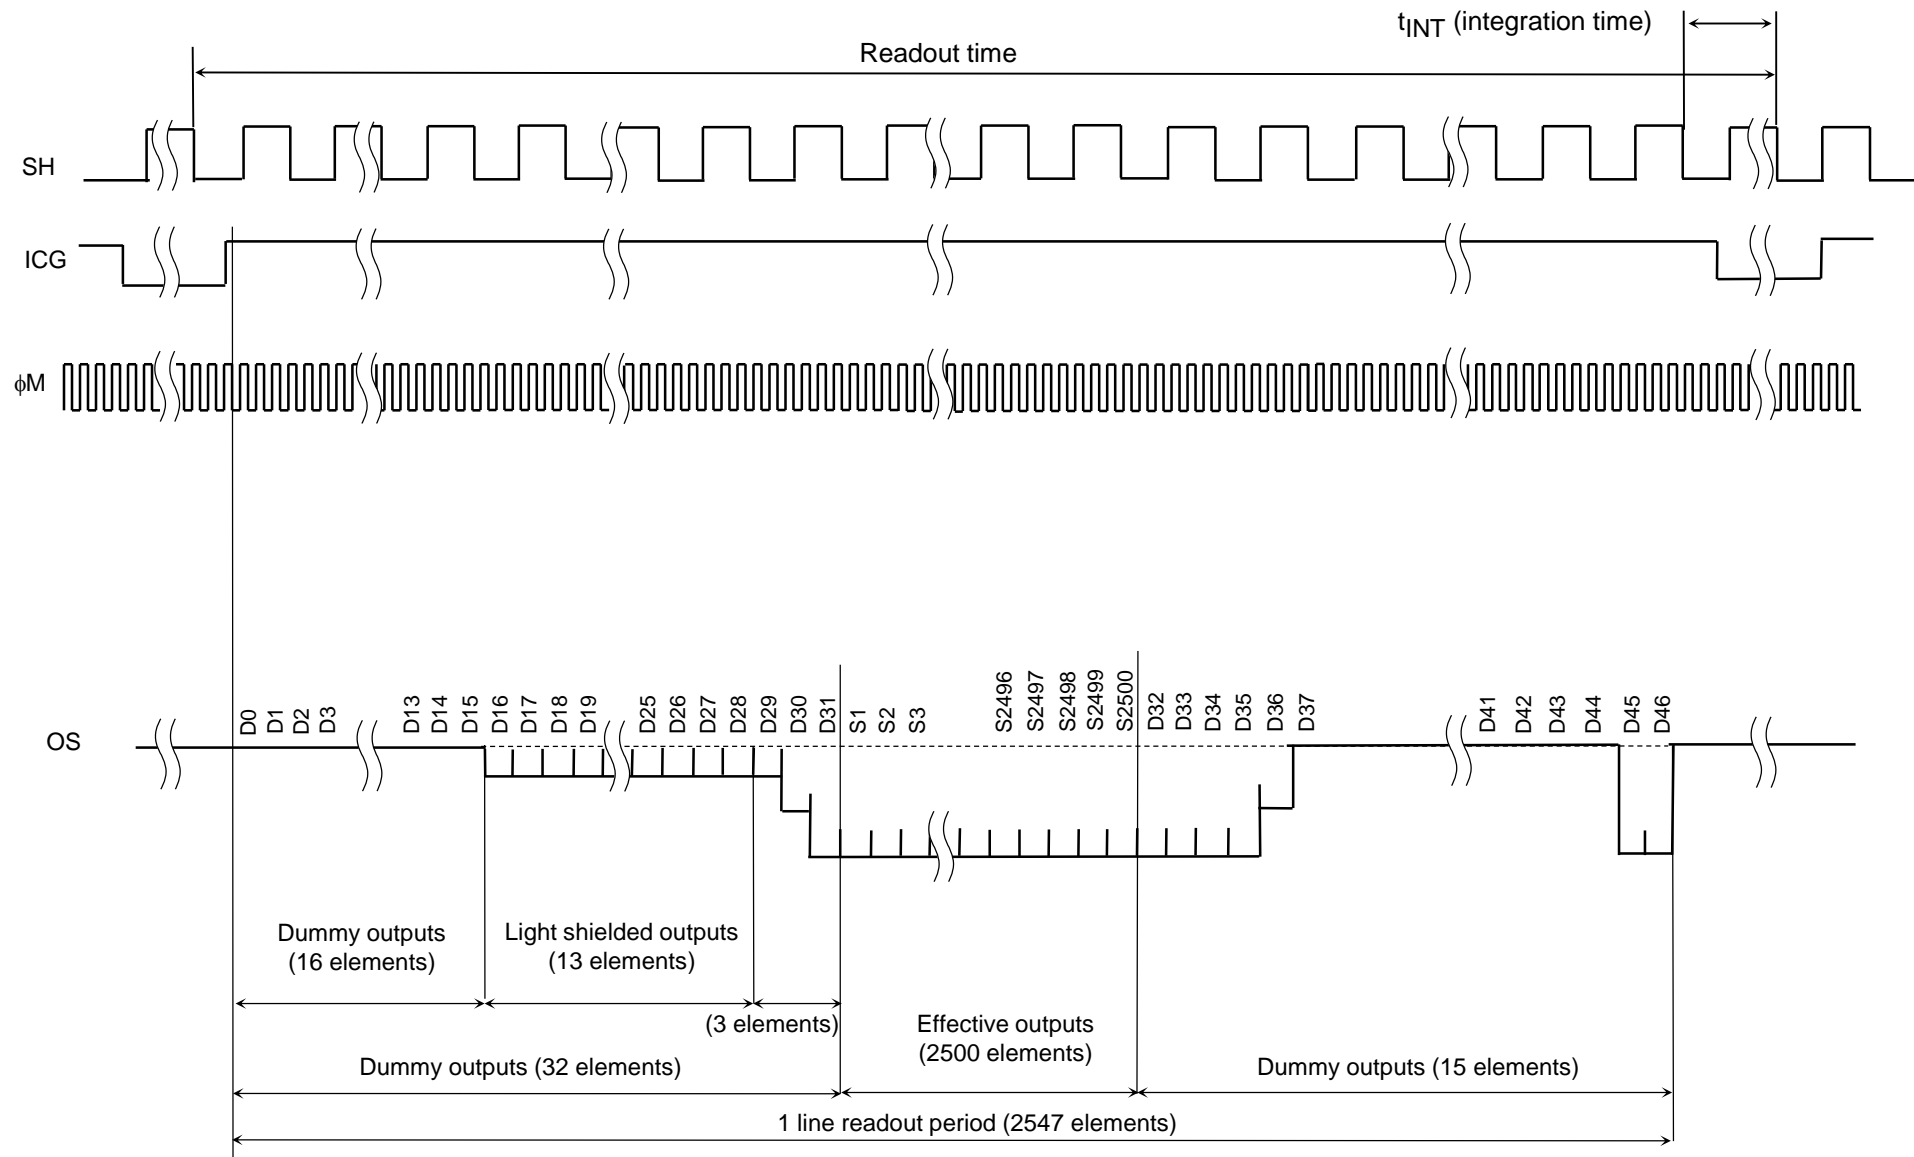 tINT (integration time)
Readout time
SH
ICG
ϕM
D0 D1 D2 D3 D13 D14 D15 D16 D17 D18 D19 D25 D26 D27 D28 D29 D30 D31 S1 S2 S3 S2496 S2497 S2498 S2499 S2500 D32 D33 D34 D35 D36 D37 D41 D42 D43 D44 D45 D46
OS
Dummy outputs
(16 elements)
Light shielded outputs
(13 elements)
(3 elements)
Effective outputs
(2500 elements)
Dummy outputs (32 elements)
Dummy outputs (15 elements)
1 line readout period (2547 elements)